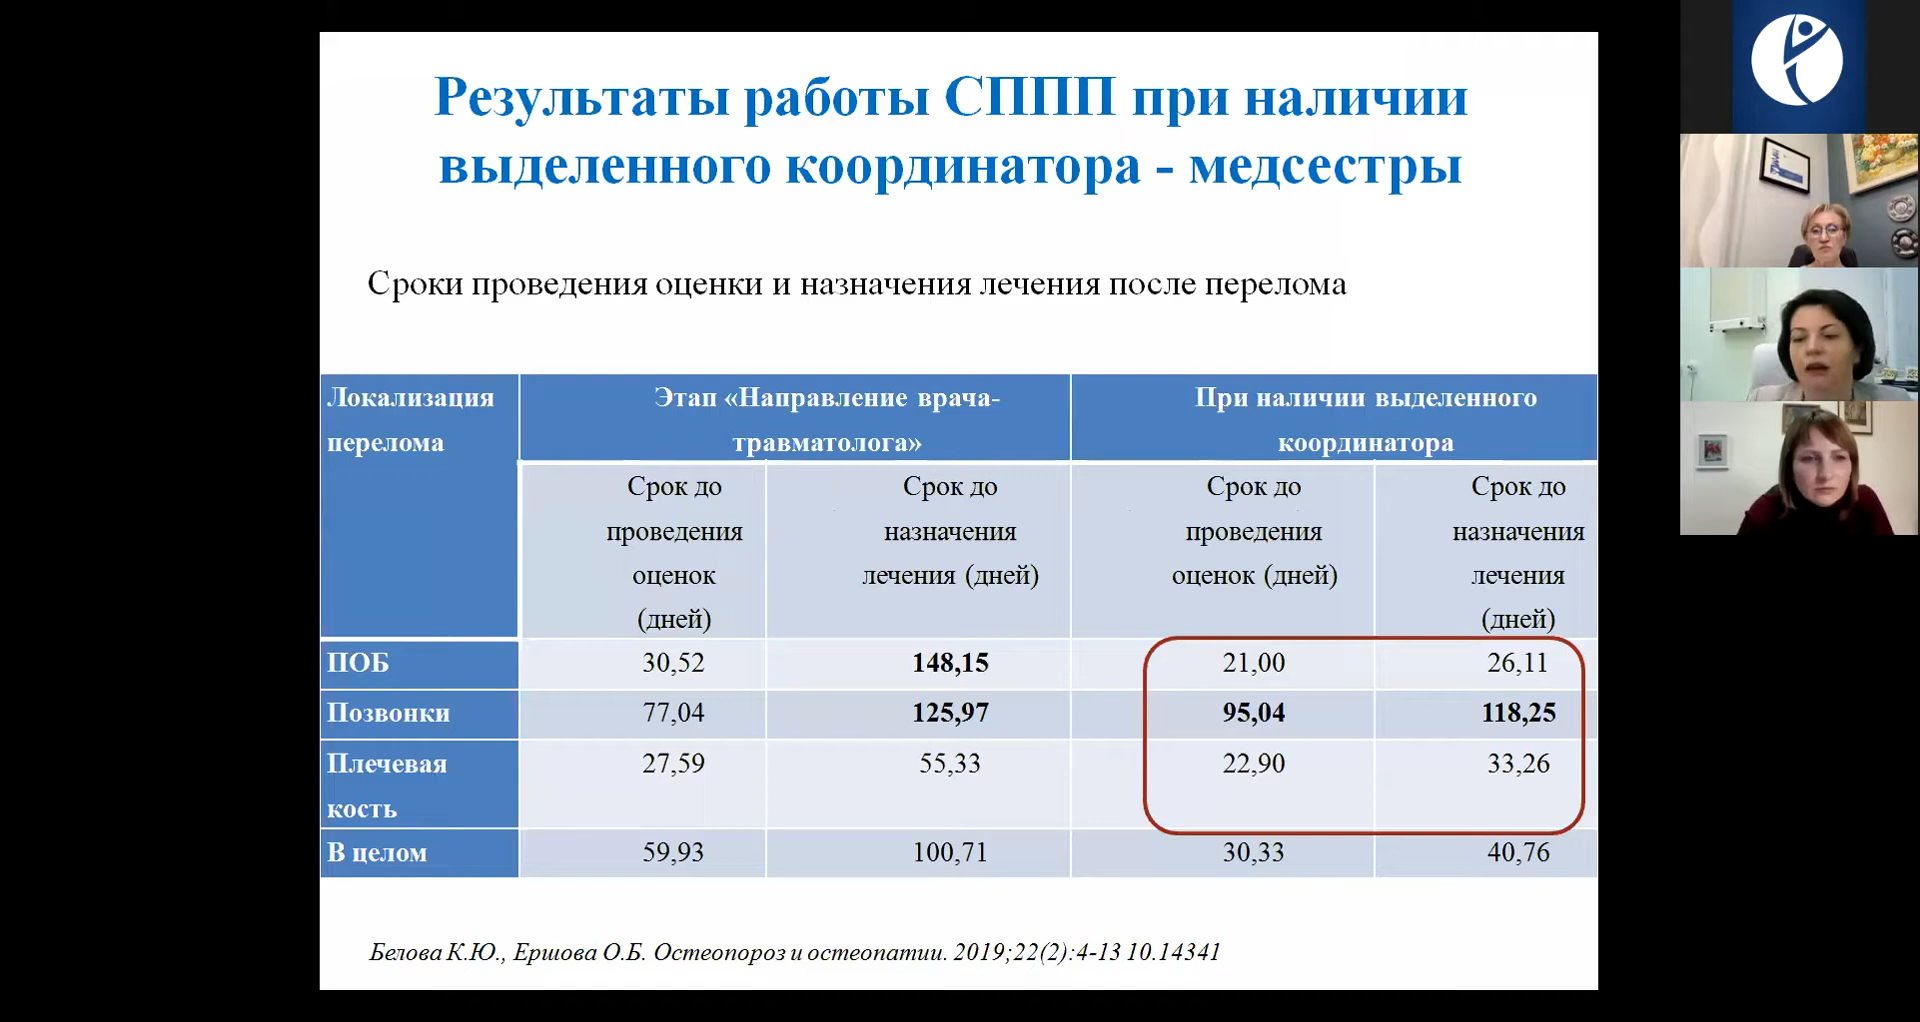 Результаты работы СППП при наличии
выделенного координатора - медсестры
Сроки проведения оценки и назначения лечения после перелома
Локализация
перелома
Этап «Направление врача-
травматолога»
При наличии выделенного
координатора
Срок до
проведения
оценок
(дней)
Срок до
назначения
лечения (дней)
Срок до
проведения
оценок (дней)
Срок до
назначения
лечения
(дней)
ПОБ 30,52 148,15 21,00 26,11
Позвонки 77,04 125,97 95,04 118,25
Плечевая 27,59 55,33 22,90 33,26
кость
В целом 59,93 100,71 30,33 40,76
Белова К.Ю., Ершова О.Б. Остеопороз и остеопатии. 2019;22(2):4-13 10.14341